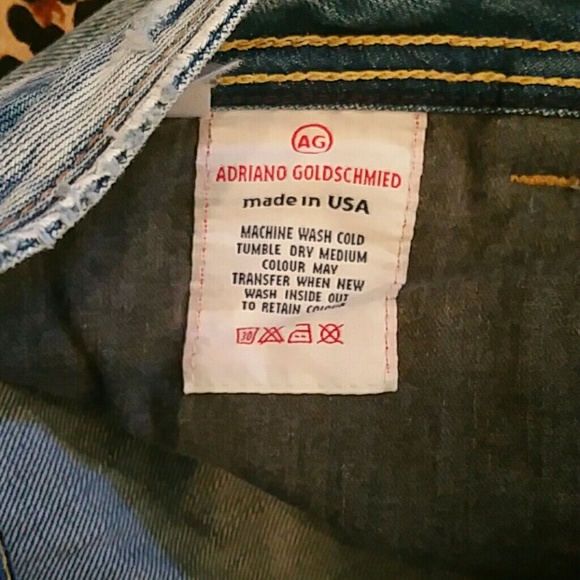 AG
ADRIANO GOLDSCHMIED
made in USA
MACHINE WASH COLD
TUMBLE DRY MEDIUM
COLOUR MAY
TRANSFER WHEN NEW
WASH INSIDE OUT
TO RETAIN
30